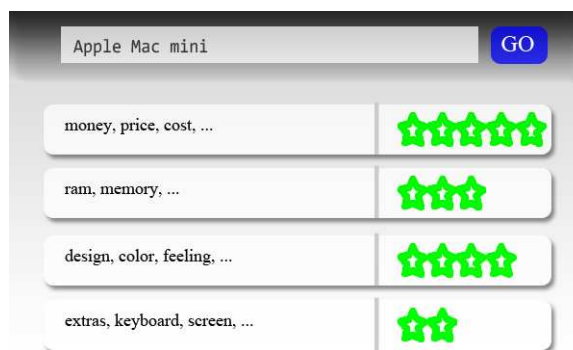 Apple Mac mini GO
money, price, cost, ...
ram, memory, ...
design, color, feeling, ...
extras, keyboard, screen, ...